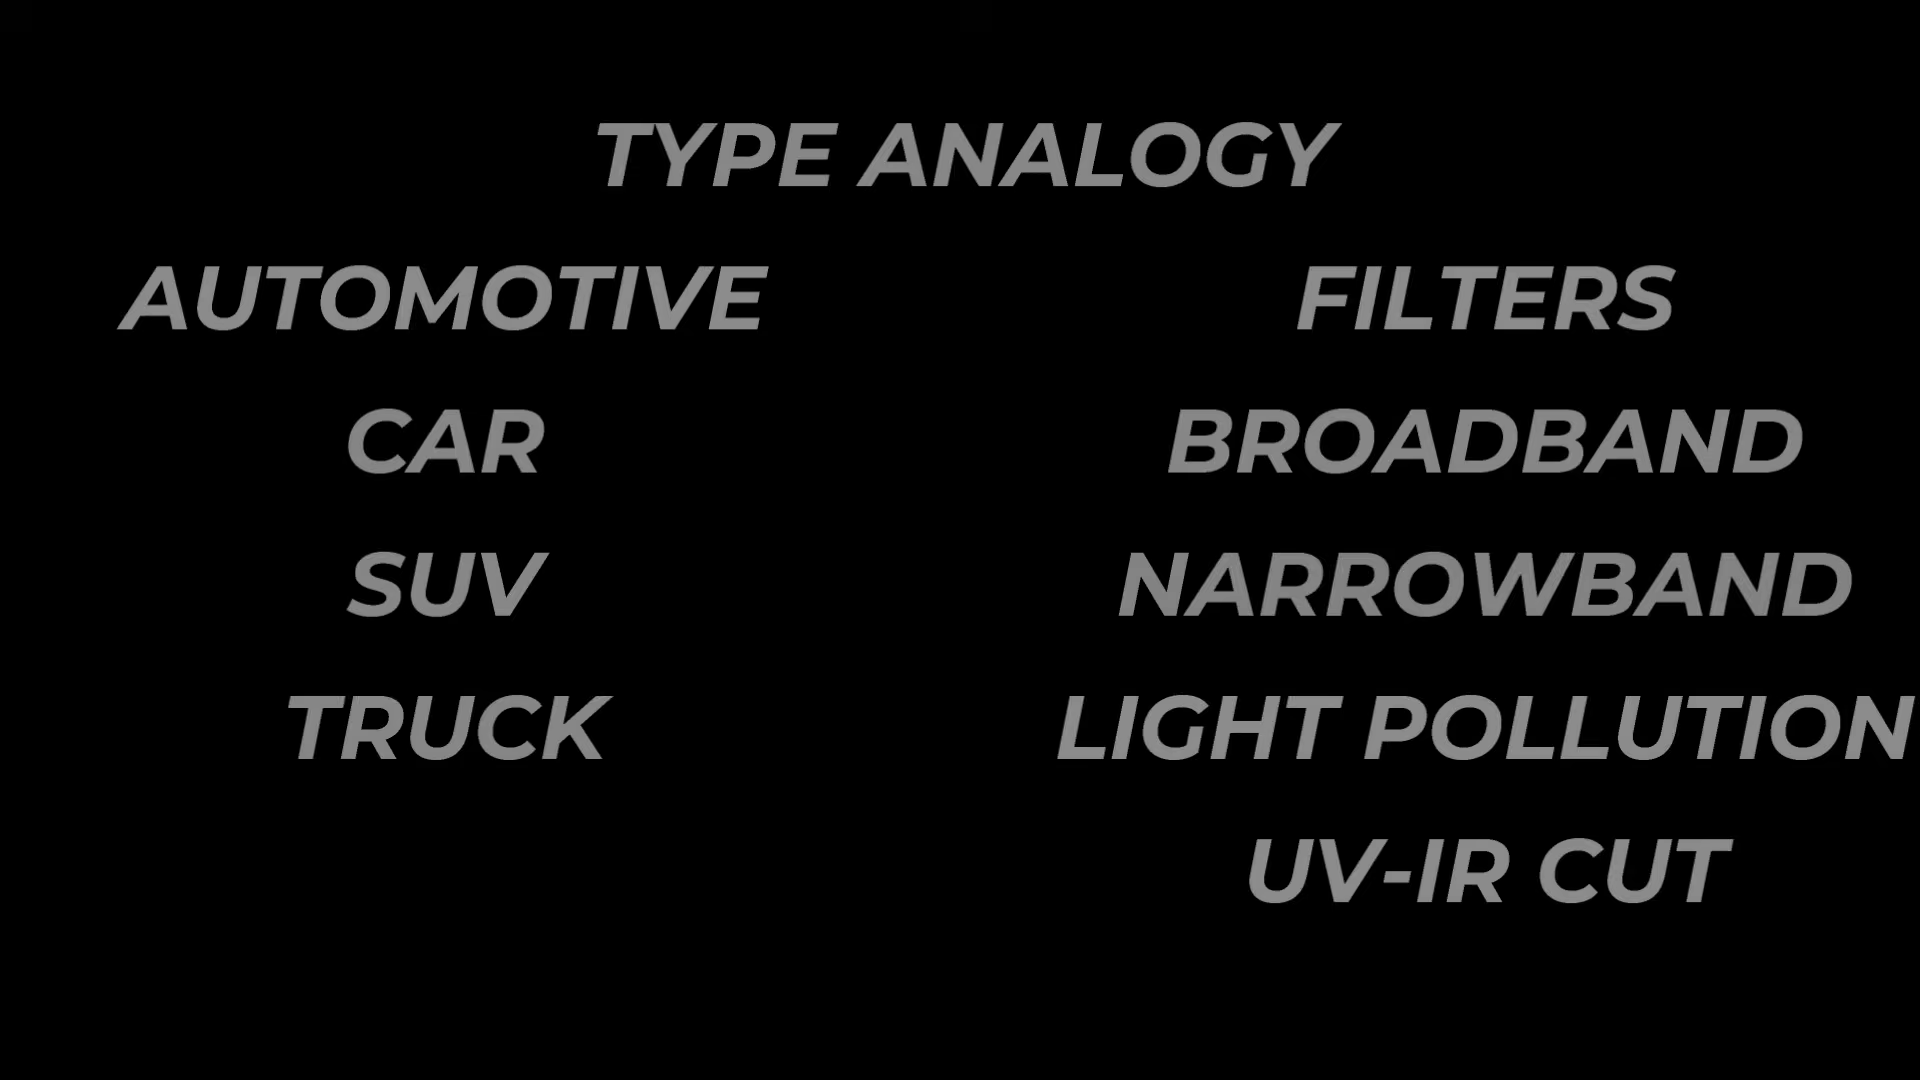 TYPE ANALOGY
AUTOMOTIVE
CAR
SUV
TRUCK
FILTERS
BROADBAND
NARROWBAND
LIGHT POLLUTION
UV-IR CUT